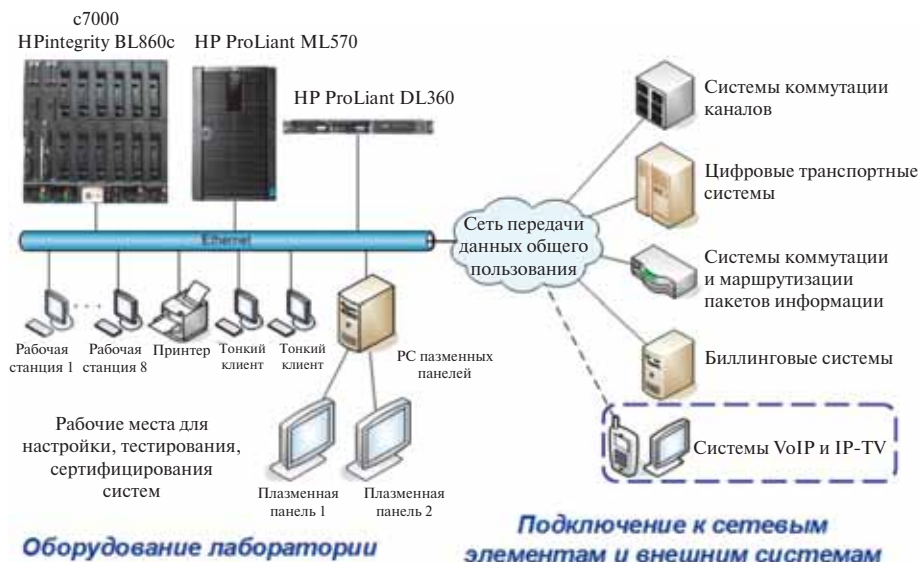 c7000
HPintegrity BL860c
HP ProLiant ML570
HP ProLiant DL360
Ethernet
Рабочая
станция 1
Рабочая
станция 8
Принтер
Тонкий
клиент
Тонкий
клиент
РС пазменных
панелей
Рабочие места для
настройки, тестирования,
сертифицирования
систем
Плазменная
панель 1
Плазменная
панель 2
Оборудование лаборатории
Сеть передачи
данных общего
пользования
Системы коммутации
каналов
Цифровые транспортные
системы
Системы коммутации
и маршрутизации
пакетов информации
Биллинговые системы
Системы VoIP и IP-TV
Подключение к сетевым
элементам и внешним системам